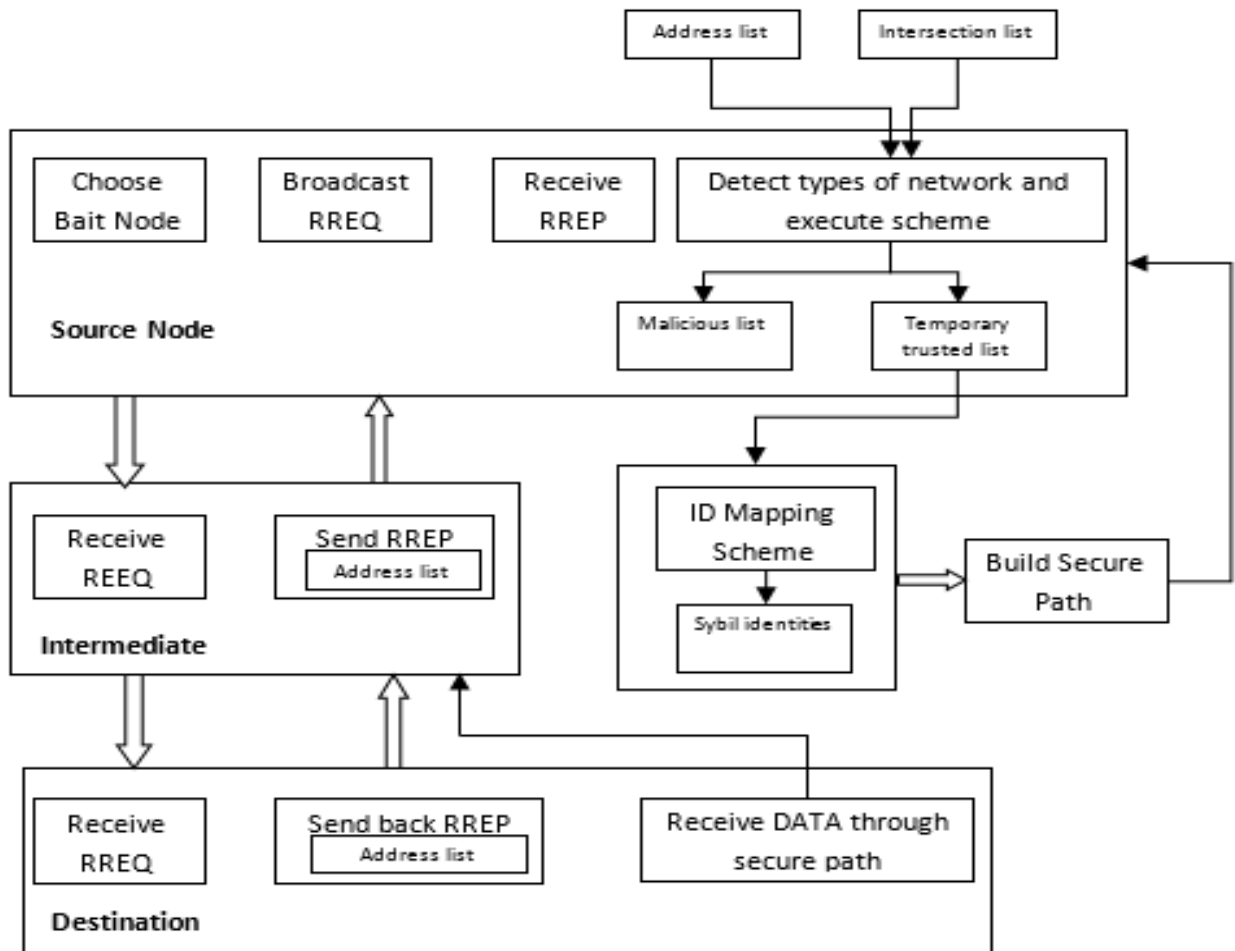 Address list
Intersection list
Choose
Bait Node
Broadcast
RREQ
Receive
RREP
Detect types of network and
execute scheme
Malicious list
Temporary
trusted list
Source Node
Receive
REEQ
Send RREP
Address list
Intermediate
ID Mapping
Scheme
Sybil identities
Build Secure
Path
Receive
RREQ
Send back RREP
Address list
Receive DATA through
secure path
Destination